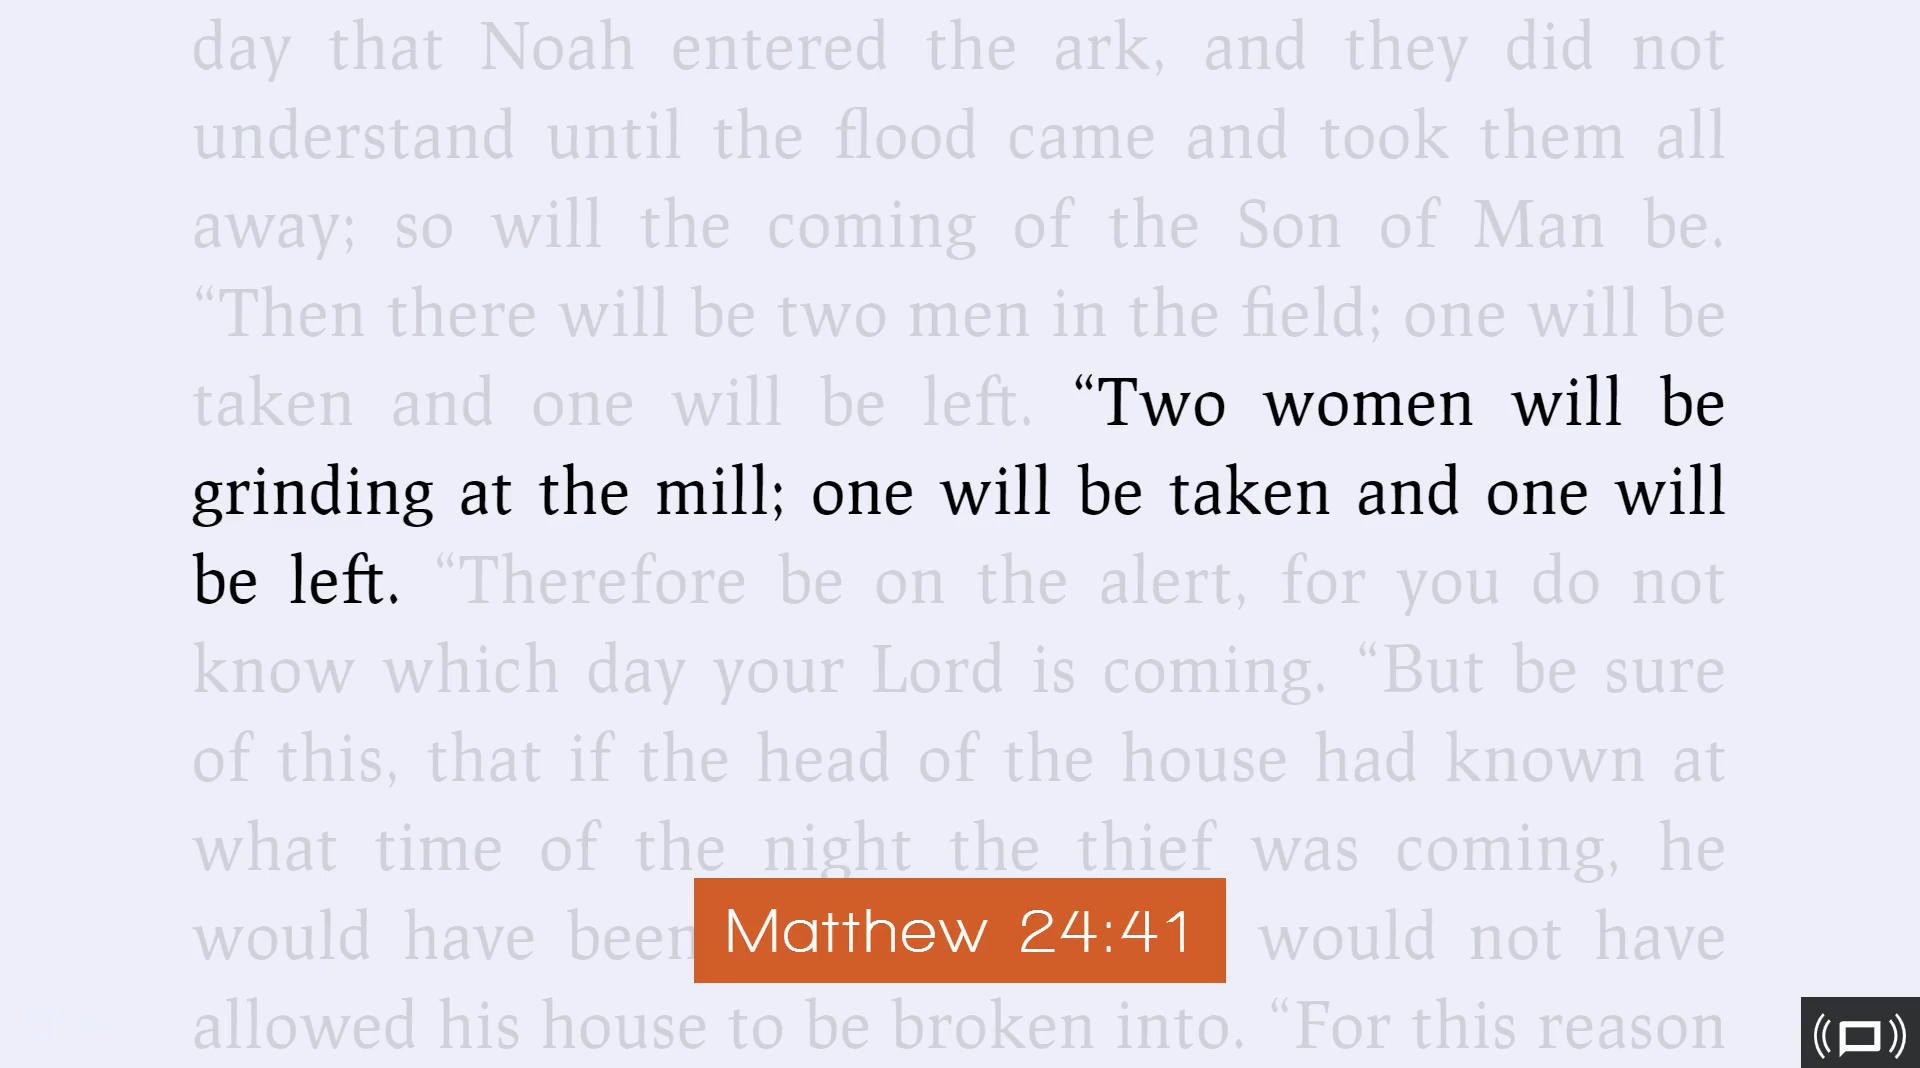 day that Noah entered the ark, and they did not
understand until the flood came and took them all
away; so will the coming of the Son of Man be.
“Then there will be two men in the field; one will be
taken and one will be left. “Two women will be
grinding at the mill; one will be taken and one will
be left. “Therefore be on the alert, for you do not
know which day your Lord is coming. “But be sure
of this, that if the head of the house had known at
what time of the night the thief was coming, he
would have been would not have
Matthew 24:41
allowed his house to be broken into. “For this reason